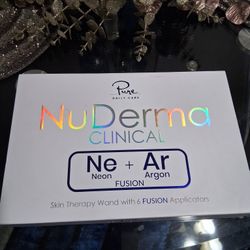 Pure
DAILY CARE
NuDerma
CLINICAL
Ne + Ar
Neon Argon
FUSION
Skin Therapy Wand with 6 FUSION Applicators